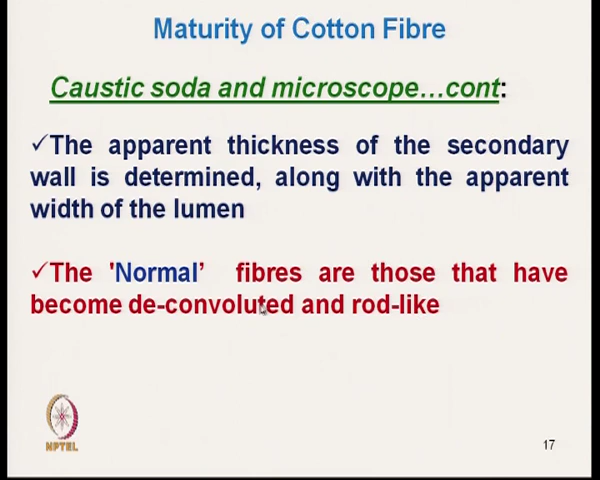 Maturity of Cotton Fibre
Caustic soda and microscope…cont:
✓The apparent thickness of the secondary
wall is determined, along with the apparent
width of the lumen
✓The 'Normal’ fibres are those that have
become de-convoluted and rod-like
NPTEL
17